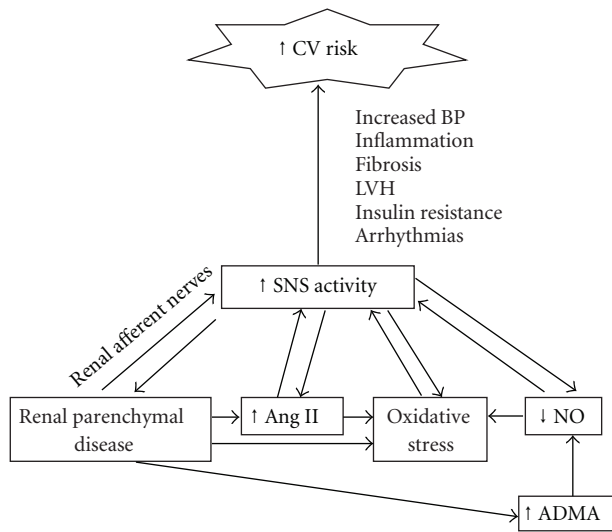 ↑ CV risk
Increased BP
Inflammation
Fibrosis
LVH
Insulin resistance
Arrhythmias
↑ SNS activity
Renal afferent nerves
Renal parenchymal
disease
↑ Ang II
Oxidative
stress
↓ NO
↑ ADMA